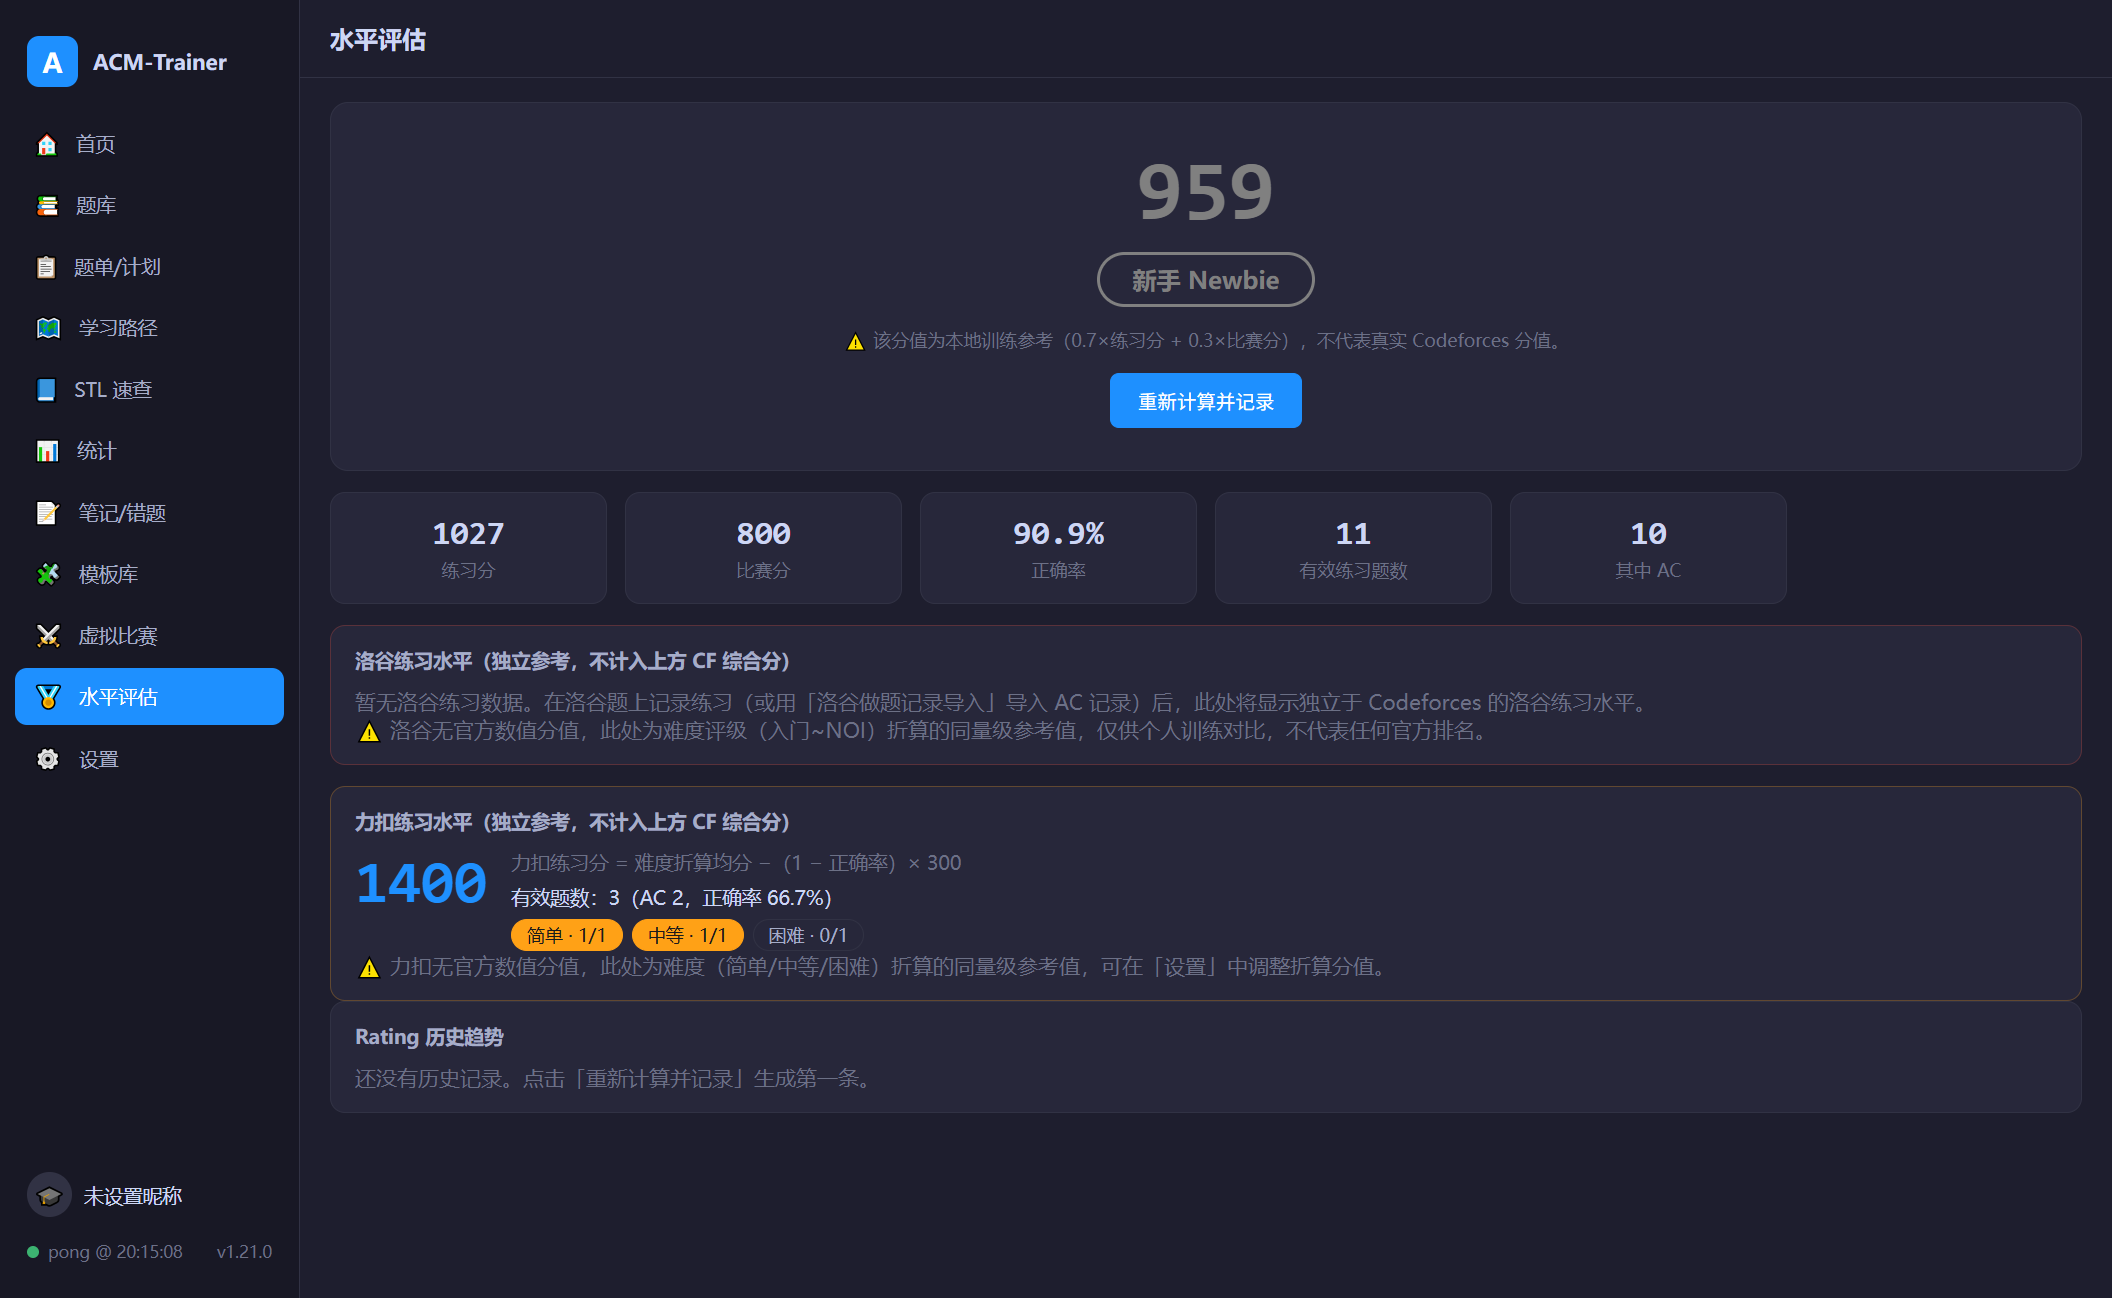 A ACM-Trainer
首页
题库
题单/计划
学习路径
STL 速查
统计
笔记/错题
模板库
虚拟比赛
水平评估
设置
未设置昵称
pong @ 20:15:08 v1.21.0
水平评估
959
新手 Newbie
⚠ 该分值为本地训练参考（0.7×练习分 + 0.3×比赛分），不代表真实 Codeforces 分值。
重新计算并记录
1027
练习分
800
比赛分
90.9%
正确率
11
有效练习题数
10
其中 AC
洛谷练习水平（独立参考，不计入上方 CF 综合分）
暂无洛谷练习数据。在洛谷题上记录练习（或用「洛谷做题记录导入」导入 AC 记录）后，此处将显示独立于 Codeforces 的洛谷练习水平。
⚠ 洛谷无官方数值分值，此处为难度评级（入门~NOI）折算的同量级参考值，仅供个人训练对比，不代表任何官方排名。
力扣练习水平（独立参考，不计入上方 CF 综合分）
1400
力扣练习分 = 难度折算均分 −（1 − 正确率）× 300
有效题数：3（AC 2，正确率 66.7%）
简单 · 1/1 中等 · 1/1 困难 · 0/1
⚠ 力扣无官方数值分值，此处为难度（简单/中等/困难）折算的同量级参考值，可在「设置」中调整折算分值。
Rating 历史趋势
还没有历史记录。点击「重新计算并记录」生成第一条。